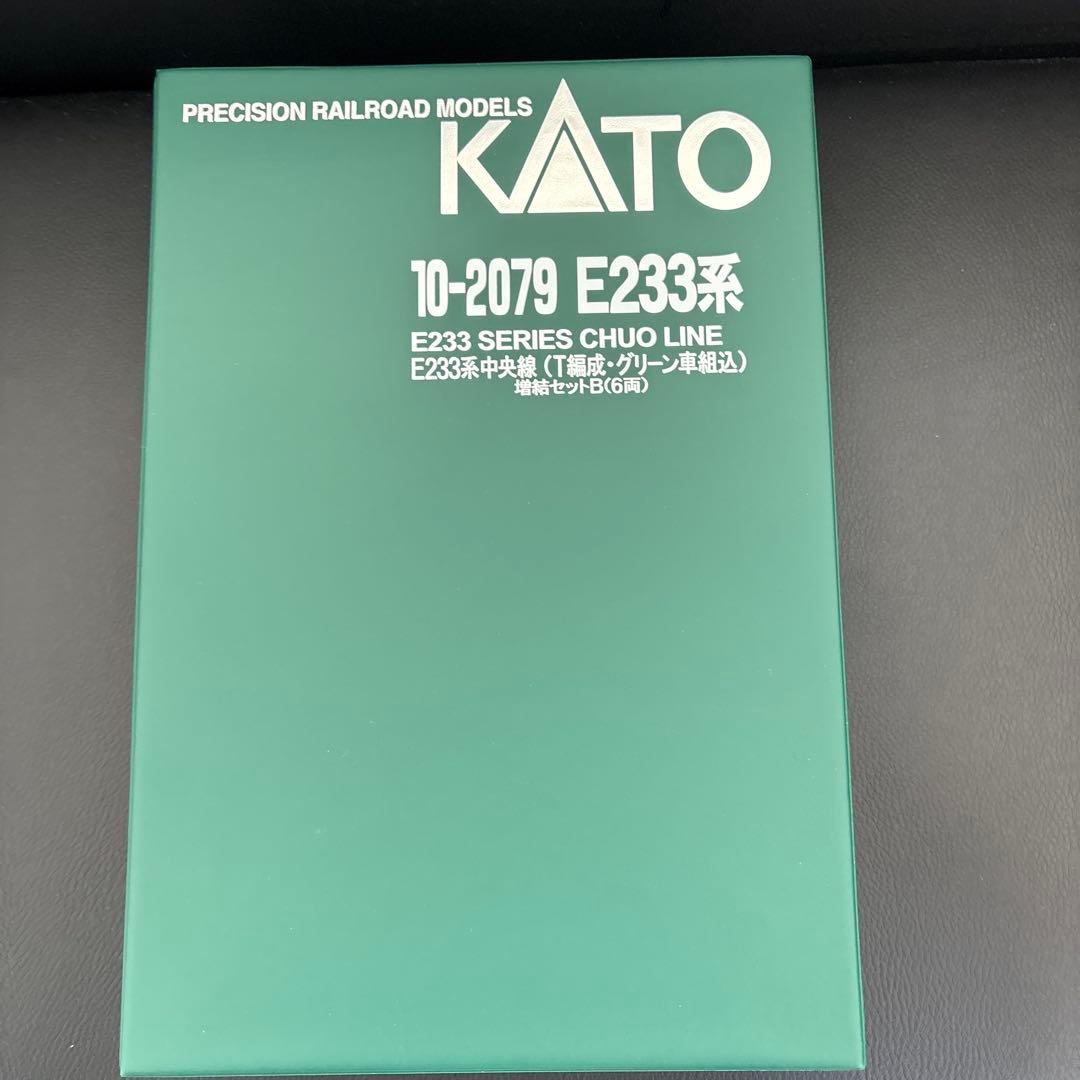 PRECISION RAILROAD MODELS
KATO
10-2079 E233系
E233 SERIES CHUO LINE
E233系中央線(T編成・グリーン車組込)
増結セットB(6両)